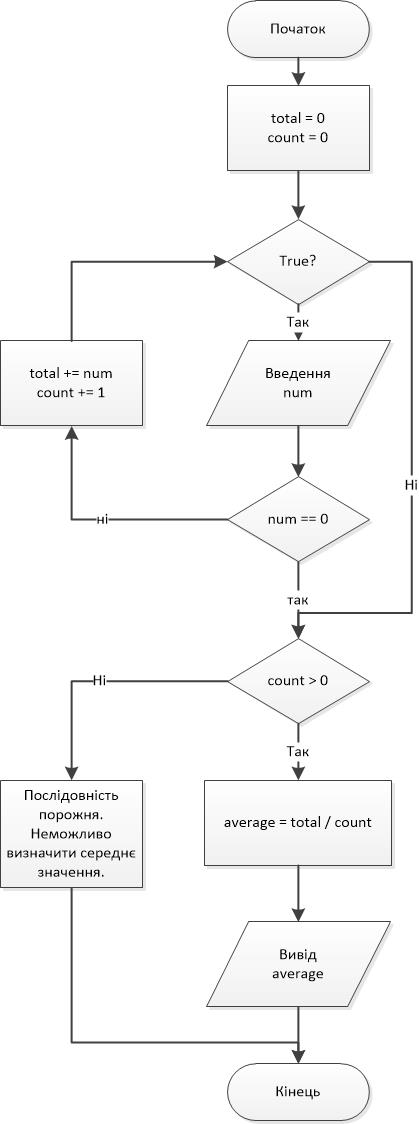 Початок
total = 0
count = 0
True?
Так
total += num
count += 1
Введення
num
Ні
ні
num == 0
так
Ні
count > 0
Так
Послідовність
порожня.
Неможливо
визначити середнє
значення.
average = total / count
Вивід
average
Кінець